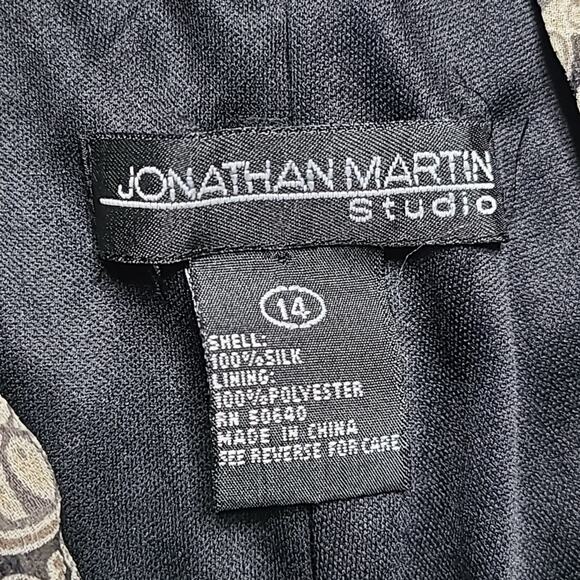 JONATHAN MARTIN
Studio
14
SHELL:
100%SILK
LINING:
100%POLYESTER
RN 50640
MADE IN CHINA
SEE REVERSE FOR CARE